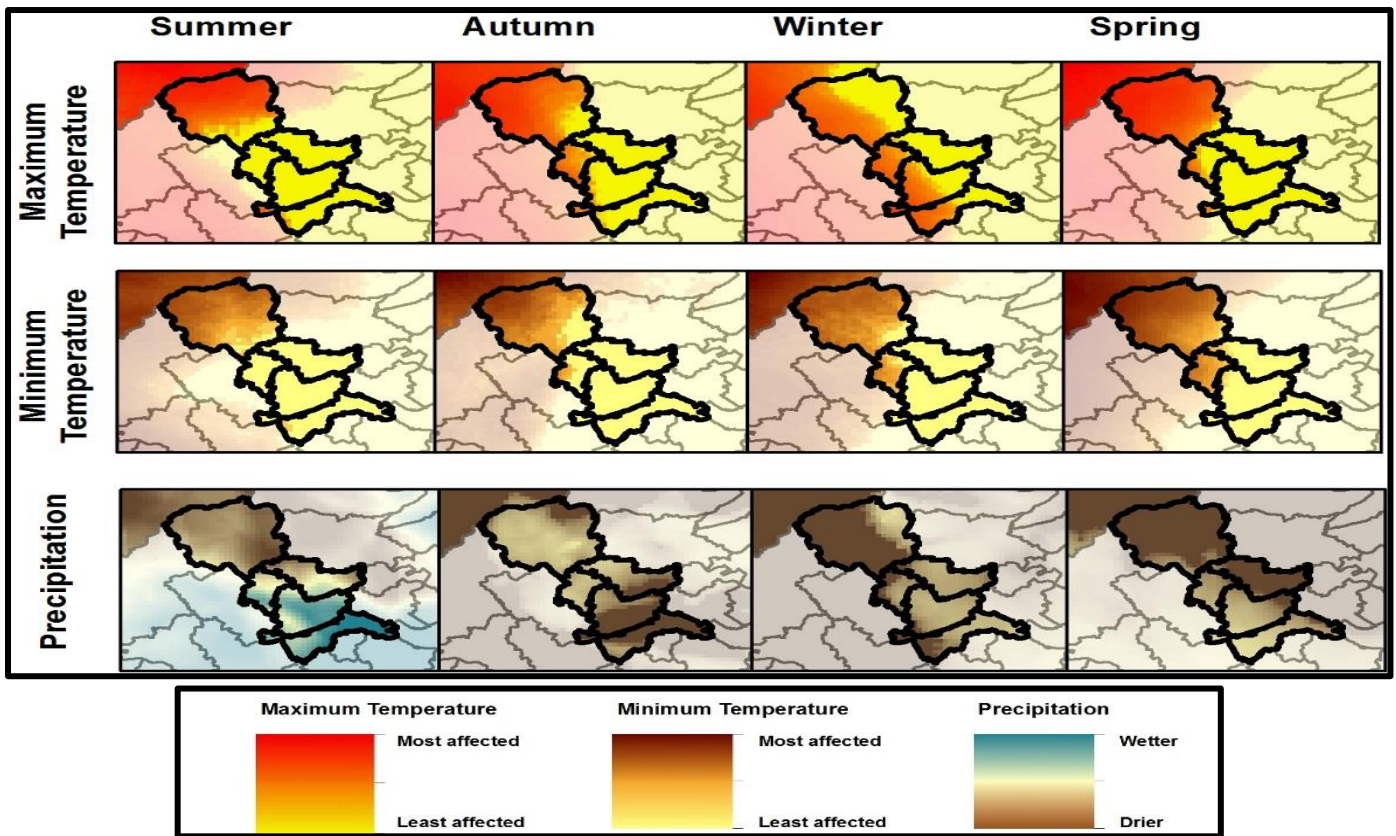 Summer Autumn Winter Spring
Maximum
Temperature
Minimum
Temperature
Precipitation
Maximum Temperature
Most affected
Least affected
Minimum Temperature
Most affected
Least affected
Precipitation
Wetter
Drier